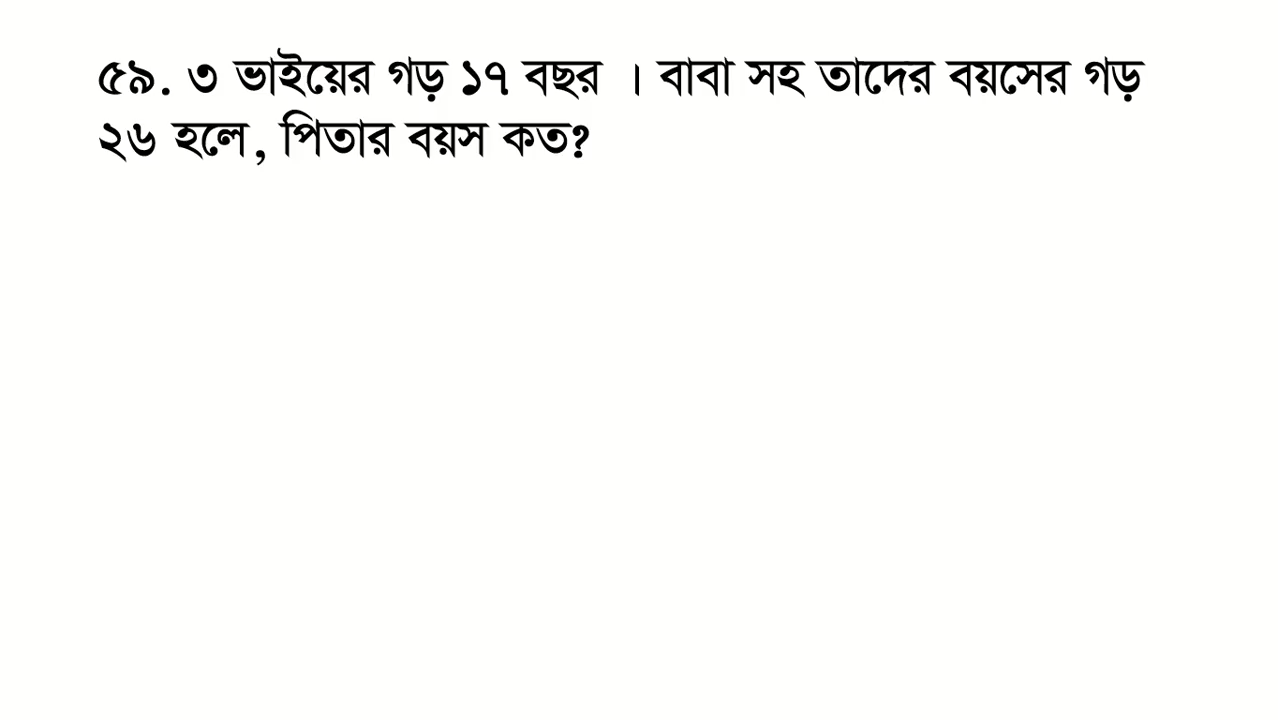 ৫৯. ৩ ভাইয়ের গড় ১৭ বছর । বাবা সহ তাদের বয়সের গড়
২৬ হলে, পিতার বয়স কত?